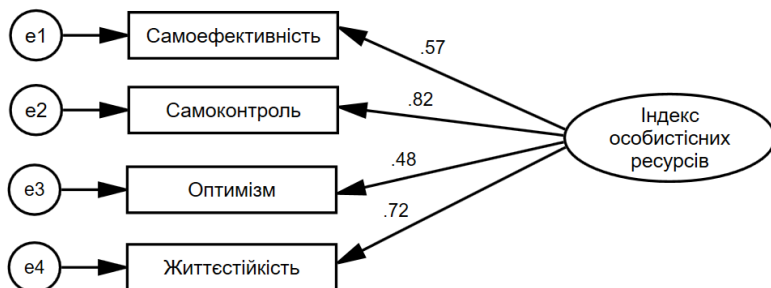 e1
Самоефективність
.57
e2
Самоконтроль
.82
Індекс
особистісних
ресурсів
e3
Оптимізм
.48
.72
e4
Життєстійкість